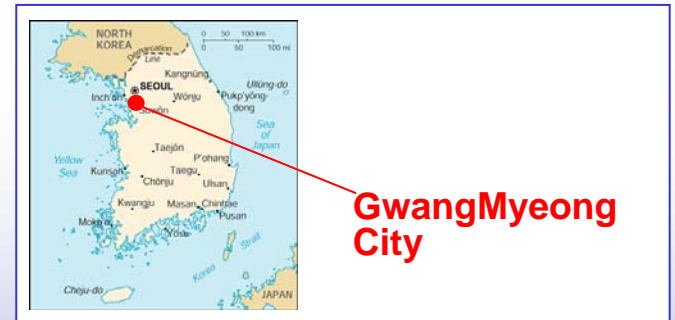 NORTH
KOREA
0 50 100 km
0 50 100 mi
Demarcation
Line
Kangnŭng
SEOUL
Ullŭng-do
Inch'ŏn
Wŏnju
Pukp'yŏng-
dong
Suwŏn
Sea
of
Japan
Taejŏn
P'ohang
Yellow
Sea
Kunsan
Taegu
Chŏnju
Ulsan
Kwangju
Masan
Chinhae
Pusan
Mokp'o
Yŏsu
Korea
Strait
Cheju-do
JAPAN
GwangMyeong
City